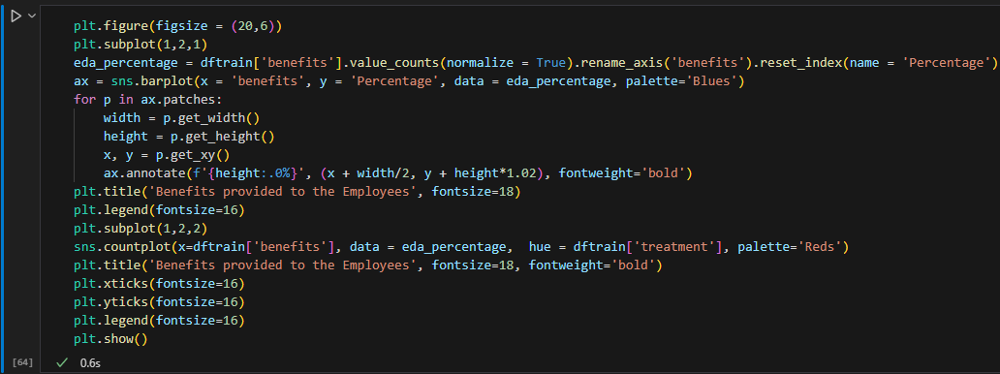 plt.figure(figsize = (20,6))
plt.subplot(1,2,1)
eda_percentage = dftrain['benefits'].value_counts(normalize = True).rename_axis('benefits').reset_index(name = 'Percentage')
ax = sns.barplot(x = 'benefits', y = 'Percentage', data = eda_percentage, palette='Blues')
for p in ax.patches:
    width = p.get_width()
    height = p.get_height()
    x, y = p.get_xy()
    ax.annotate(f'{height:.0%}', (x + width/2, y + height*1.02), fontweight='bold')
plt.title('Benefits provided to the Employees', fontsize=18)
plt.legend(fontsize=16)
plt.subplot(1,2,2)
sns.countplot(x=dftrain['benefits'], data = eda_percentage,  hue = dftrain['treatment'], palette='Reds')
plt.title('Benefits provided to the Employees', fontsize=18, fontweight='bold')
plt.xticks(fontsize=16)
plt.yticks(fontsize=16)
plt.legend(fontsize=16)
plt.show()
[64] 0.6s